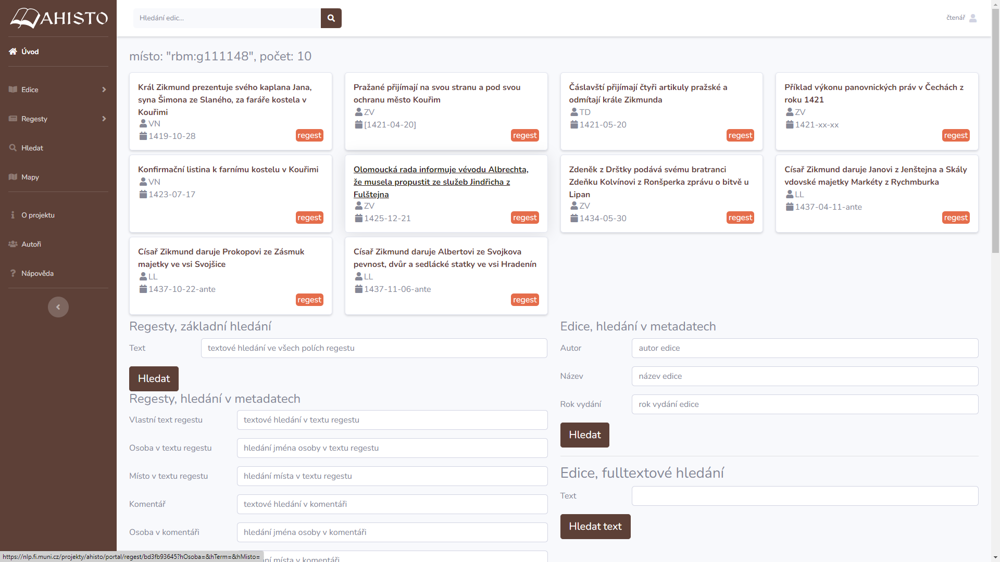 AHISTO
Hledání edic...
čtenář
Úvod
Edice
Regesty
Hledat
Mapy
O projektu
Autoři
Nápověda
místo: "rbm:g111148", počet: 10
Král Zikmund prezentuje svého kaplana Jana,
syna Šimona ze Slaného, za faráře kostela v
Kouřimi
VN
1419-10-28
regest
Pražané přijímají na svou stranu a pod svou
ochranu město Kouřim
ZV
[1421-04-20]
regest
Čáslavští přijímají čtyři artikuly pražské a
odmítají krále Zikmunda
TD
1421-05-20
regest
Příklad výkonu panovnických práv v Čechách z
roku 1421
ZV
1421-xx-xx
regest
Konfirmační listina k farnímu kostelu v Kouřimi
VN
1423-07-17
regest
Olomoucká rada informuje vévodu Albrechta,
že musela propustit ze služeb Jindřicha z
Fulštejna
ZV
1425-12-21
regest
Zdeněk z Drštky podává svému bratranci
Zdeňku Kolvínovi z Ronšperka zprávu o bitvě u
Lipan
ZV
1434-05-30
regest
Císař Zikmund daruje Janovi z Jenštejna a Skály
vdovské majetky Markéty z Rychmburka
LL
1437-04-11-ante
regest
Císař Zikmund daruje Prokopovi ze Zásmuk
majetky ve vsi Svojšice
LL
1437-10-22-ante
regest
Císař Zikmund daruje Albertovi ze Svojkova
pevnost, dvůr a sedlácké statky ve vsi Hradenín
LL
1437-11-06-ante
regest
Regesty, základní hledání
Text
textové hledání ve všech polích regestu
Hledat
Regesty, hledání v metadatech
Vlastní text regestu
textové hledání v textu regestu
Osoba v textu regestu
hledání jména osoby v textu regestu
Místo v textu regestu
hledání místa v textu regestu
Komentář
textové hledání v komentáři
Osoba v komentáři
hledání jména osoby v komentáři
ní místa v komentáři
Edice, hledání v metadatech
Autor
autor edice
Název
název edice
Rok vydání
rok vydání edice
Hledat
Edice, fulltextové hledání
Text
Hledat text
https://nlp.fi.muni.cz/projekty/ahisto/portal/regest/bd3fb93645?hOsoba=&hTerm=&hMisto=